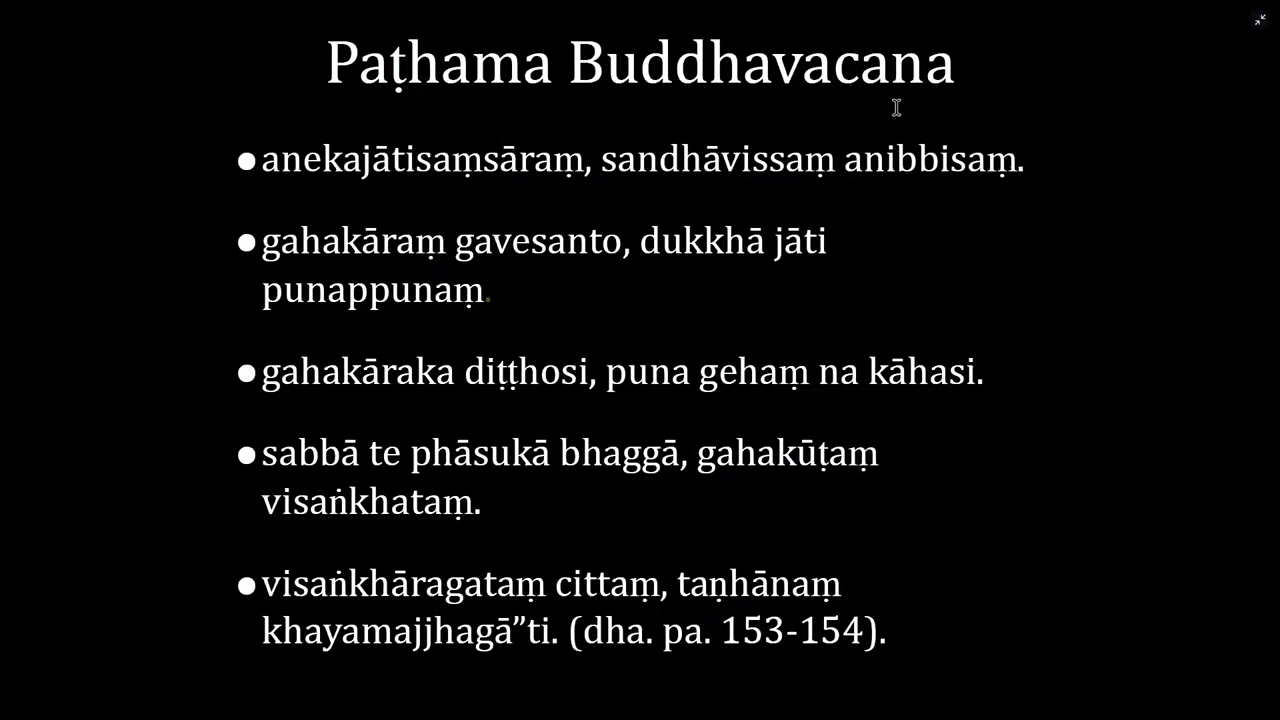 Paṭhama Buddhavacana
●anekajātisaṃsāraṃ, sandhāvissaṃ anibbisaṃ.
●gahakāraṃ gavesanto, dukkhā jāti
punappunaṃ.
●gahakāraka diṭṭhosi, puna gehaṃ na kāhasi.
●sabbā te phāsukā bhaggā, gahakūṭaṃ
visaṅkhataṃ.
●visaṅkhāragataṃ cittaṃ, taṇhānaṃ
khayamajjhagā”ti. (dha. pa. 153-154).